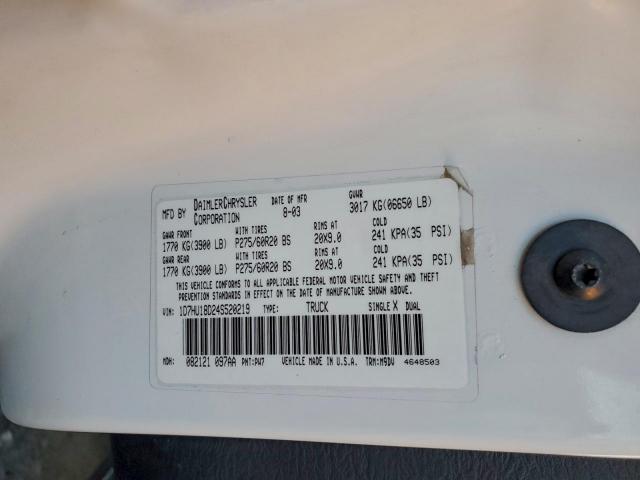 MFD BY DAIMLERCHRYSLER CORPORATION DATE OF MFR 8-03 GVWR 3017 KG(06650 LB)
GAWR FRONT WITH TIRES RIMS AT COLD
1770 KG(3900 LB) P275/60R20 BS 20X9.0 241 KPA(35 PSI)
GAWR REAR WITH TIRES RIMS AT COLD
1770 KG(3900 LB) P275/60R20 BS 20X9.0 241 KPA(35 PSI)
THIS VEHICLE CONFORMS TO ALL APPLICABLE FEDERAL MOTOR VEHICLE SAFETY AND THEFT
PREVENTION STANDARDS IN EFFECT ON THE DATE OF MANUFACTURE SHOWN ABOVE.
VIN: 1D7HU18D24S520219 TYPE: TRUCK SINGLE X DUAL
MDH: 082121 097AA PNT:PW7 VEHICLE MADE IN U.S.A. TRM:M9DV 4648503